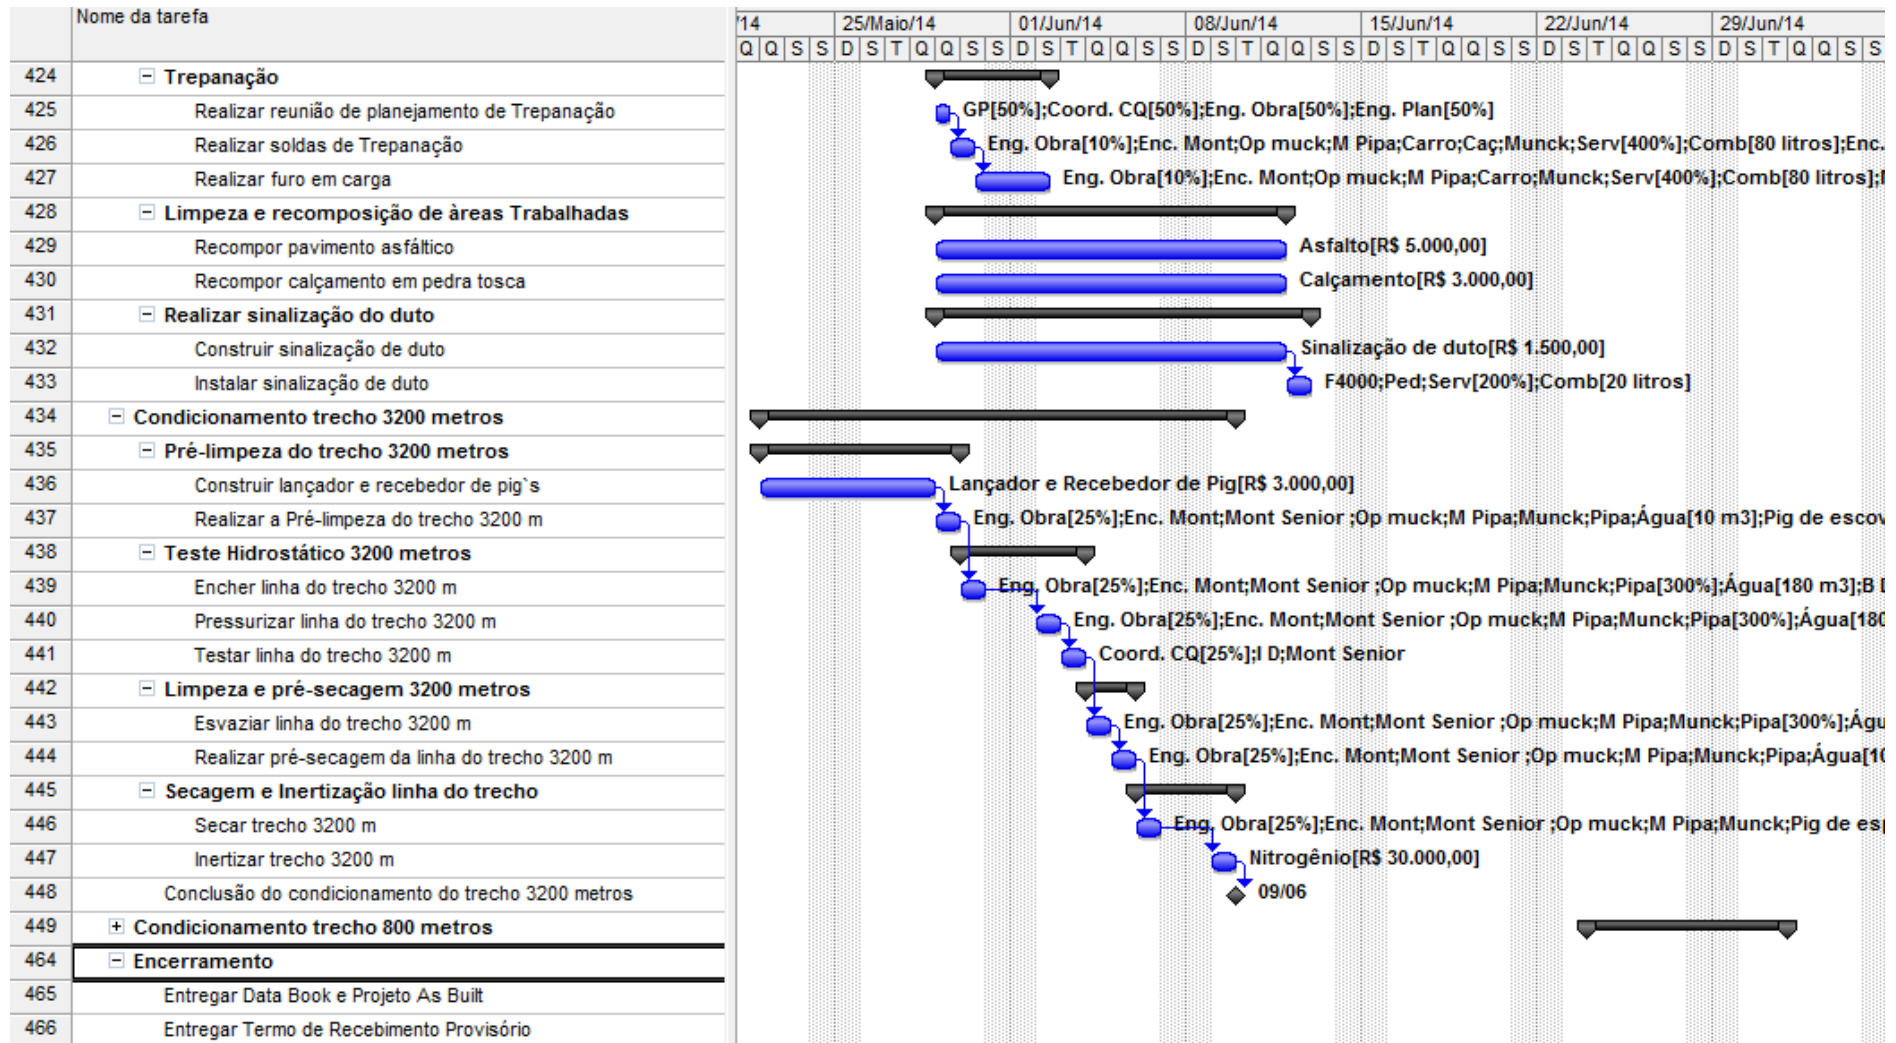 Nome da tarefa
'14 25/Maio/14 01/Jun/14 08/Jun/14 15/Jun/14 22/Jun/14 29/Jun/14
Q Q S S D S T Q Q S S D S T Q Q S S D S T Q Q S S D S T Q Q S S D S T Q Q S S D S T Q Q S S
424 Trepanação
425 Realizar reunião de planejamento de Trepanação GP[50%];Coord. CQ[50%];Eng. Obra[50%];Eng. Plan[50%]
426 Realizar soldas de Trepanação Eng. Obra[10%];Enc. Mont;Op muck;M Pipa;Carro;Caç;Munck;Serv[400%];Comb[80 litros];Enc.
427 Realizar furo em carga Eng. Obra[10%];Enc. Mont;Op muck;M Pipa;Carro;Munck;Serv[400%];Comb[80 litros];
428 Limpeza e recomposição de àreas Trabalhadas
429 Recompor pavimento asfáltico Asfalto[R$ 5.000,00]
430 Recompor calçamento em pedra tosca Calçamento[R$ 3.000,00]
431 Realizar sinalização do duto
432 Construir sinalização de duto Sinalização de duto[R$ 1.500,00]
433 Instalar sinalização de duto F4000;Ped;Serv[200%];Comb[20 litros]
434 Condicionamento trecho 3200 metros
435 Pré-limpeza do trecho 3200 metros
436 Construir lançador e recebedor de pig`s Lançador e Recebedor de Pig[R$ 3.000,00]
437 Realizar a Pré-limpeza do trecho 3200 m Eng. Obra[25%];Enc. Mont;Mont Senior ;Op muck;M Pipa;Munck;Pipa;Água[10 m3];Pig de escov
438 Teste Hidrostático 3200 metros
439 Encher linha do trecho 3200 m Eng. Obra[25%];Enc. Mont;Mont Senior ;Op muck;M Pipa;Munck;Pipa[300%];Água[180 m3];B
440 Pressurizar linha do trecho 3200 m Eng. Obra[25%];Enc. Mont;Mont Senior ;Op muck;M Pipa;Munck;Pipa[300%];Água[180
441 Testar linha do trecho 3200 m Coord. CQ[25%];I D;Mont Senior
442 Limpeza e pré-secagem 3200 metros
443 Esvaziar linha do trecho 3200 m Eng. Obra[25%];Enc. Mont;Mont Senior ;Op muck;M Pipa;Munck;Pipa[300%];Águ
444 Realizar pré-secagem da linha do trecho 3200 m Eng. Obra[25%];Enc. Mont;Mont Senior ;Op muck;M Pipa;Munck;Pipa;Água[10
445 Secagem e Inertização linha do trecho
446 Secar trecho 3200 m Eng. Obra[25%];Enc. Mont;Mont Senior ;Op muck;M Pipa;Munck;Pig de esp
447 Inertizar trecho 3200 m Nitrogênio[R$ 30.000,00]
448 Conclusão do condicionamento do trecho 3200 metros 09/06
449 Condicionamento trecho 800 metros
464 Encerramento
465 Entregar Data Book e Projeto As Built
466 Entregar Termo de Recebimento Provisório